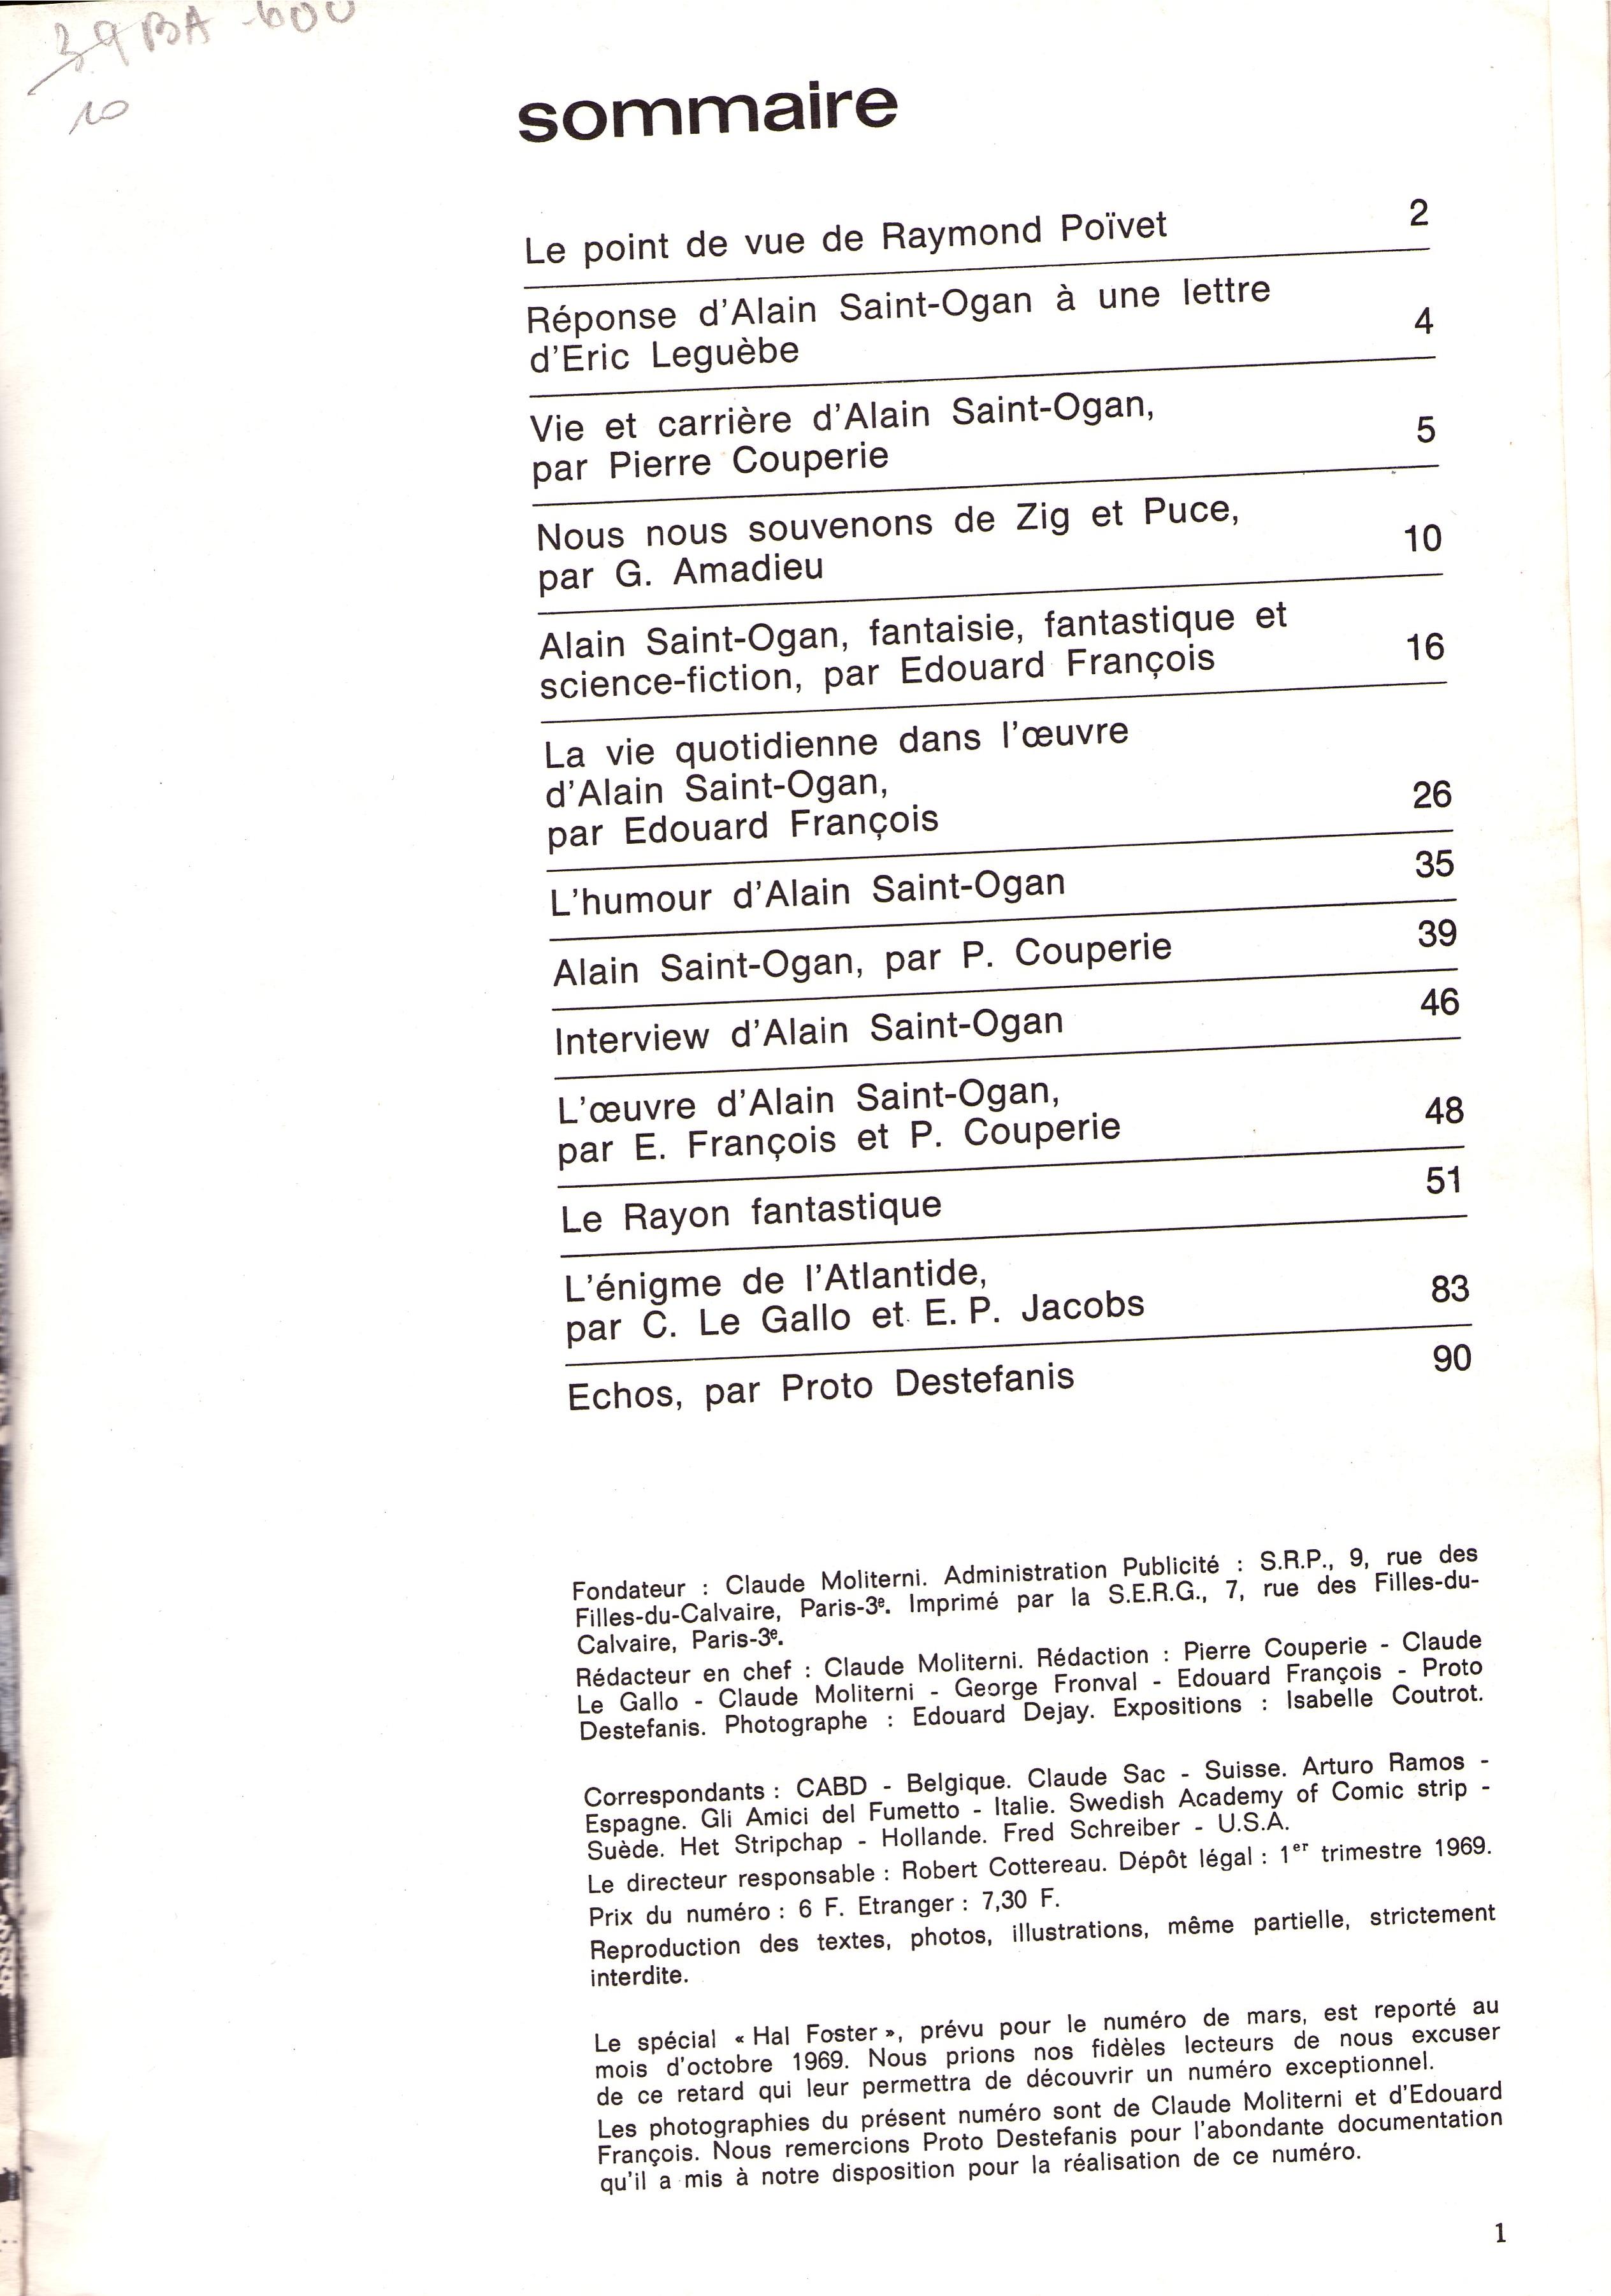 39BA -600
10
sommaire
Le point de vue de Raymond Poïvet 2
Réponse d'Alain Saint-Ogan à une lettre
d'Eric Leguèbe 4
Vie et carrière d'Alain Saint-Ogan,
par Pierre Couperie 5
Nous nous souvenons de Zig et Puce,
par G. Amadieu 10
Alain Saint-Ogan, fantaisie, fantastique et
science-fiction, par Edouard François 16
La vie quotidienne dans l'œuvre
d'Alain Saint-Ogan,
par Edouard François 26
L'humour d'Alain Saint-Ogan 35
Alain Saint-Ogan, par P. Couperie 39
Interview d'Alain Saint-Ogan 46
L'œuvre d'Alain Saint-Ogan,
par E. François et P. Couperie 48
Le Rayon fantastique 51
L'énigme de l'Atlantide,
par C. Le Gallo et E. P. Jacobs 83
Echos, par Proto Destefanis 90
Fondateur : Claude Moliterni. Administration Publicité : S.R.P., 9, rue des
Filles-du-Calvaire, Paris-3e. Imprimé par la S.E.R.G., 7, rue des Filles-du-
Calvaire, Paris-3e.
Rédacteur en chef : Claude Moliterni. Rédaction : Pierre Couperie - Claude
Le Gallo - Claude Moliterni - George Fronval - Edouard François - Proto
Destefanis. Photographe : Edouard Dejay. Expositions : Isabelle Coutrot.
Correspondants : CABD - Belgique. Claude Sac - Suisse. Arturo Ramos -
Espagne. Gli Amici del Fumetto - Italie. Swedish Academy of Comic strip -
Suède. Het Stripchap - Hollande. Fred Schreiber - U.S.A.
Le directeur responsable : Robert Cottereau. Dépôt légal : 1er trimestre 1969.
Prix du numéro : 6 F. Etranger : 7,30 F.
Reproduction des textes, photos, illustrations, même partielle, strictement
interdite.
Le spécial « Hal Foster », prévu pour le numéro de mars, est reporté au
mois d'octobre 1969. Nous prions nos fidèles lecteurs de nous excuser
de ce retard qui leur permettra de découvrir un numéro exceptionnel.
Les photographies du présent numéro sont de Claude Moliterni et d'Edouard
François. Nous remercions Proto Destefanis pour l'abondante documentation
qu'il a mis à notre disposition pour la réalisation de ce numéro.
1